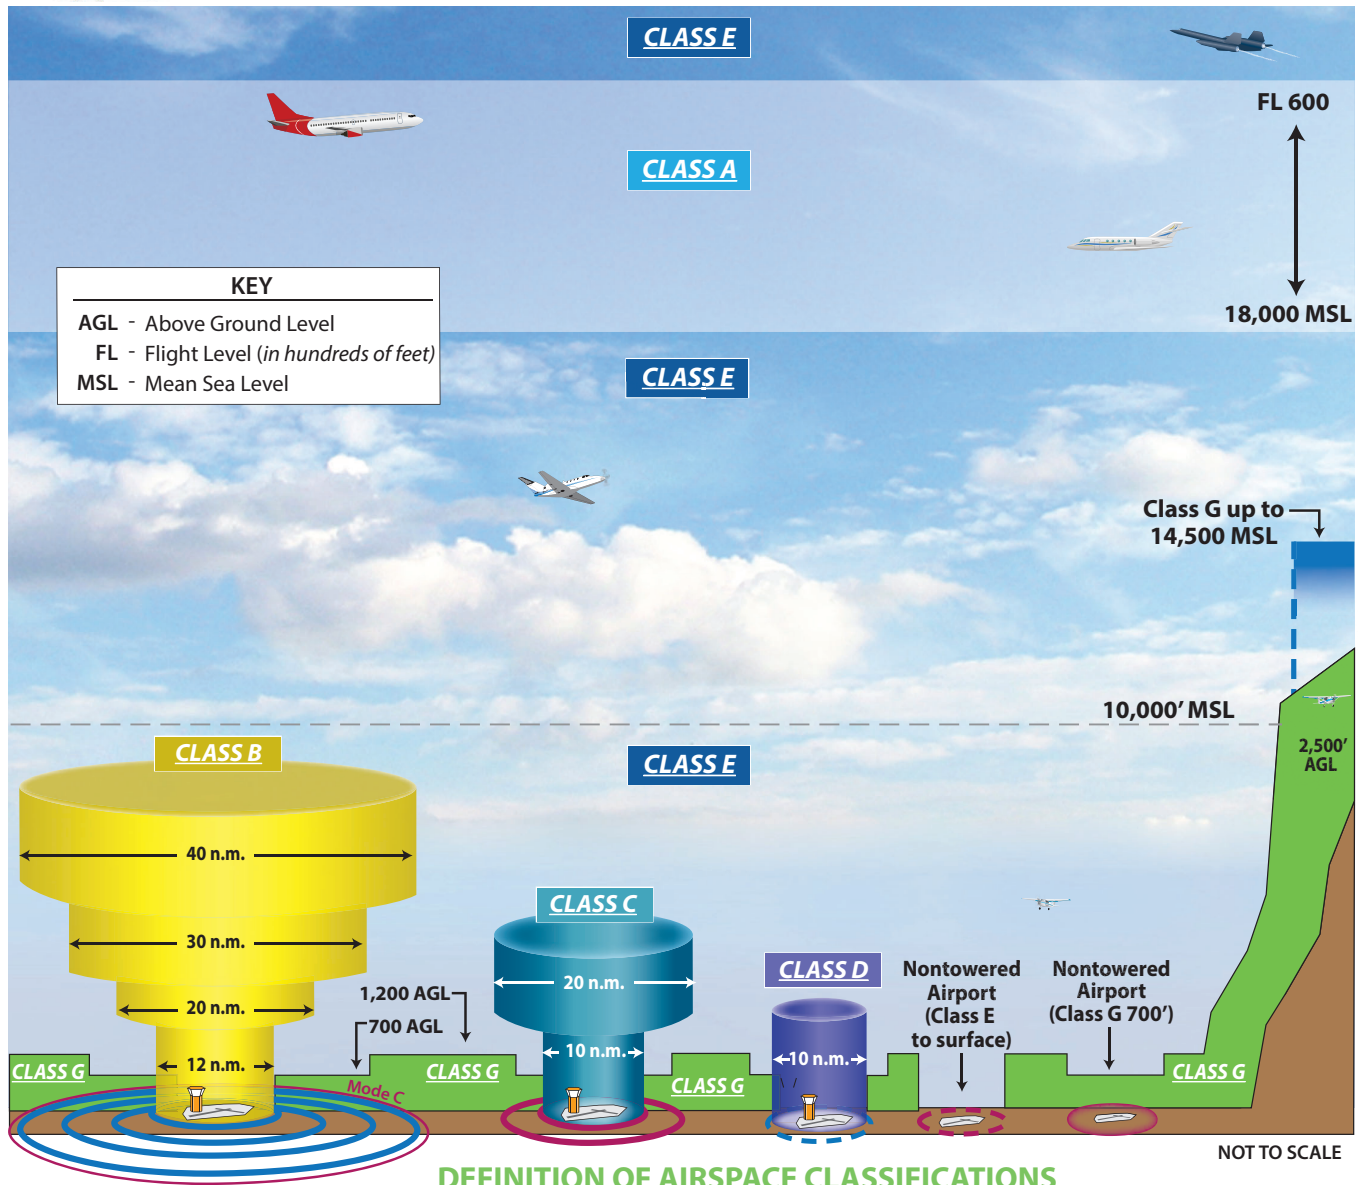 CLASS E
FL 600
CLASS A
18,000 MSL
KEY
AGL - Above Ground Level
FL - Flight Level (in hundreds of feet)
MSL - Mean Sea Level
CLASS E
Class G up to
14,500 MSL
10,000’ MSL
2,500’
AGL
CLASS B
CLASS E
40 n.m.
30 n.m.
20 n.m.
12 n.m.
1,200 AGL
700 AGL
CLASS C
20 n.m.
10 n.m.
CLASS D
10 n.m.
Nontowered
Airport
(Class E
to surface)
Nontowered
Airport
(Class G 700’)
CLASS G
CLASS G
CLASS G
CLASS G
Mode C
NOT TO SCALE
DEFINITION OF AIRSPACE CLASSIFICATIONS